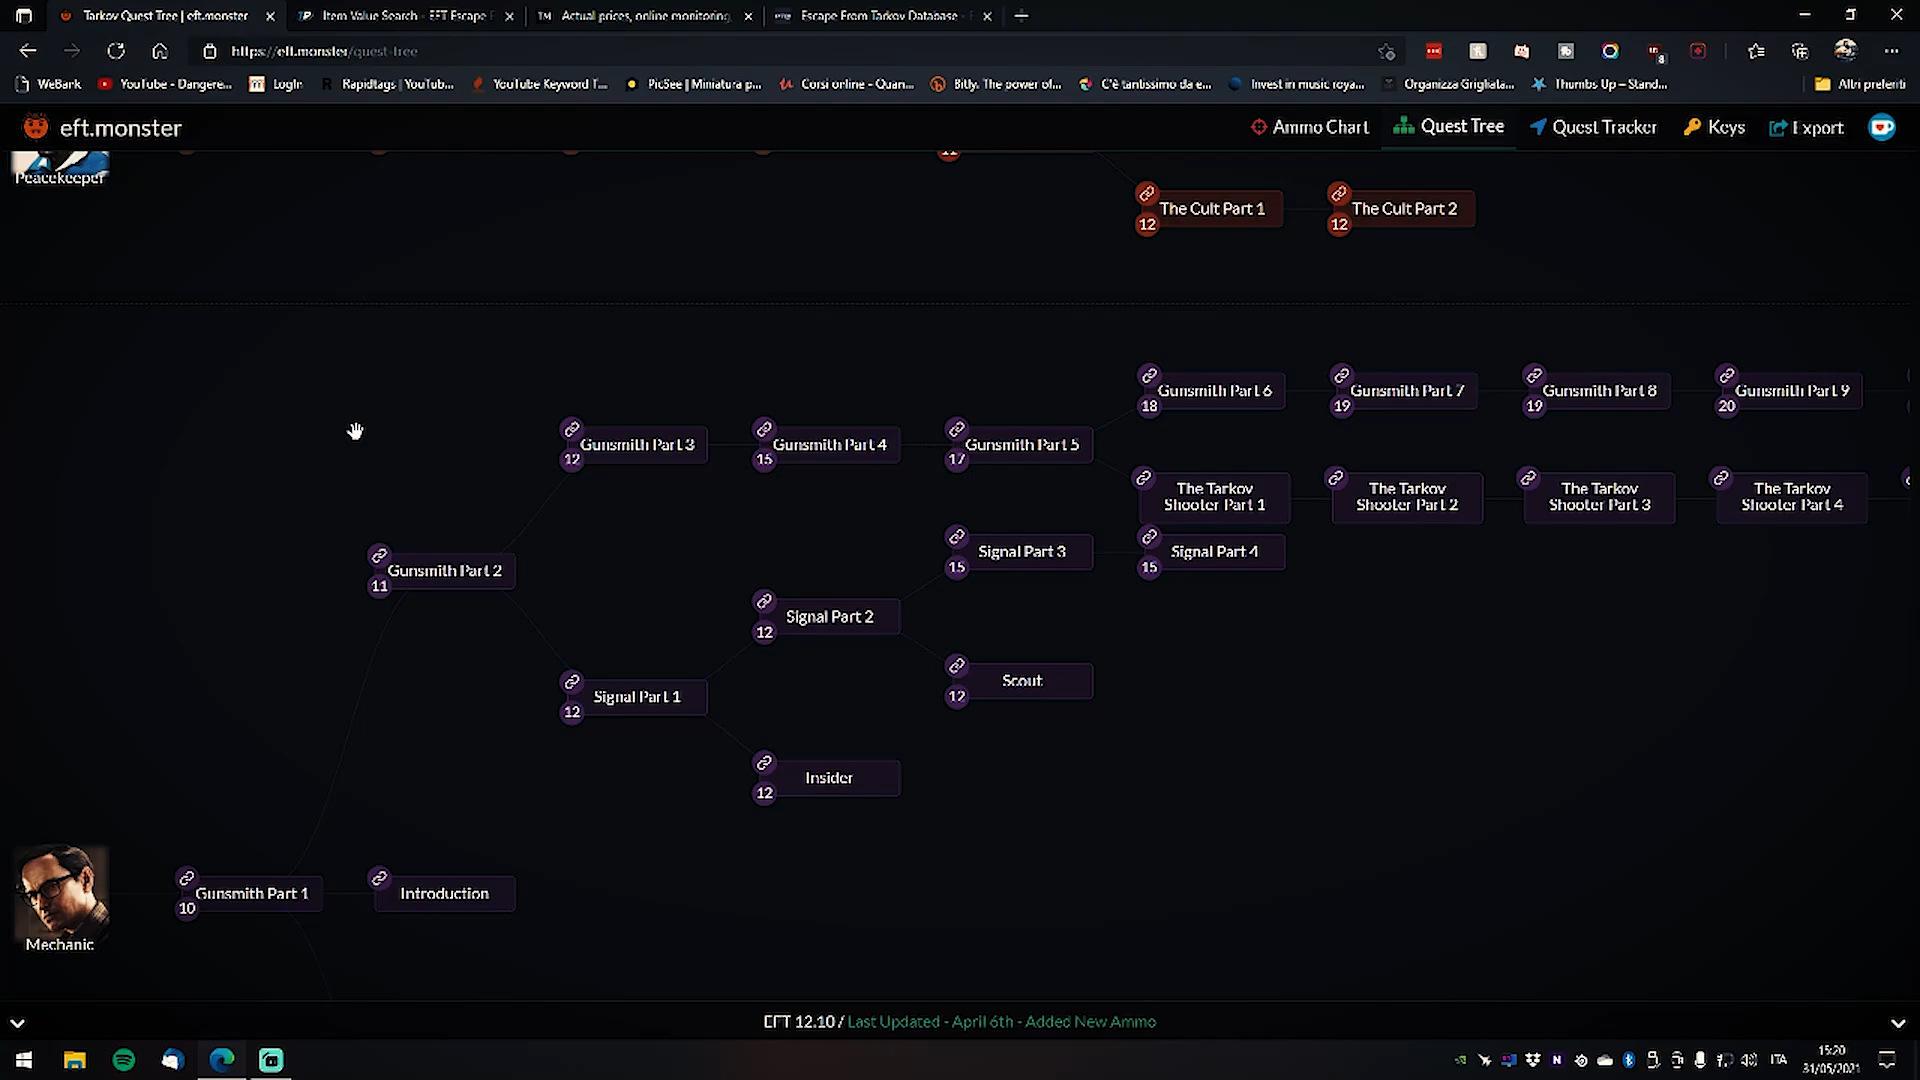 Tarkov Quest Tree | eft.monster
Item Value Search - EFT Escape F
TM Actual prices, online monitoring,
Escape From Tarkov Database - E
https://eft.monster/quest-tree
WeBank
YouTube - Dangere...
Login
Rapidtags | YouTub...
YouTube Keyword T...
PicSee | Miniatura p...
Corsi online - Quan...
Bitly. The power of...
C'è tantissimo da e...
Invest in music roya...
Organizza Grigliata...
Thumbs Up – Stand...
Altri preferiti
eft.monster
Ammo Chart
Quest Tree
Quest Tracker
Keys
Export
Peacekeeper
11
The Cult Part 1
12
The Cult Part 2
12
Gunsmith Part 6
18
Gunsmith Part 7
19
Gunsmith Part 8
19
Gunsmith Part 9
20
Gunsmith Part 3
12
Gunsmith Part 4
15
Gunsmith Part 5
17
The Tarkov
Shooter Part 1
The Tarkov
Shooter Part 2
The Tarkov
Shooter Part 3
The Tarkov
Shooter Part 4
Gunsmith Part 2
11
Signal Part 3
15
Signal Part 4
15
Signal Part 2
12
Signal Part 1
12
Scout
12
Insider
12
Mechanic
Gunsmith Part 1
10
Introduction
EFT 12.10 / Last Updated - April 6th - Added New Ammo
ITA
15:20
31/05/2021